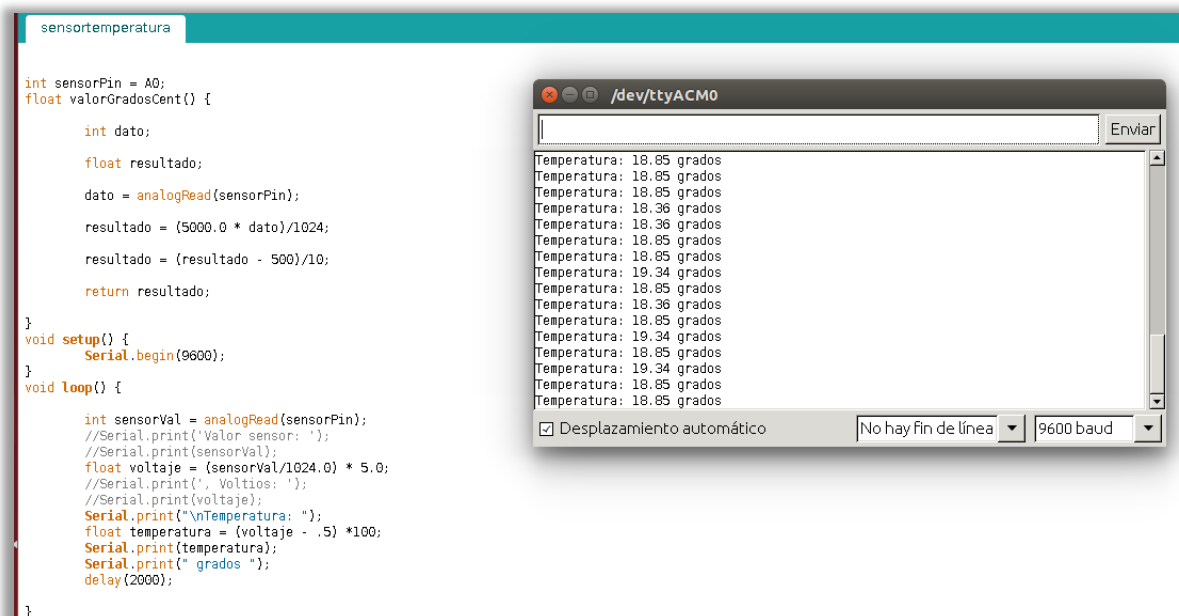 sensortemperatura
int sensorPin = A0;
float valorGradosCent() {
int dato;
float resultado;
dato = analogRead(sensorPin);
resultado = (5000.0 * dato)/1024;
resultado = (resultado - 500)/10;
return resultado;
}
void setup() {
Serial.begin(9600);
}
void loop() {
int sensorVal = analogRead(sensorPin);
//Serial.print('Valor sensor: ');
//Serial.print(sensorVal);
float voltaje = (sensorVal/1024.0) * 5.0;
//Serial.print(', Voltios: ');
//Serial.print(voltaje);
Serial.print("\nTemperatura: ");
float temperatura = (voltaje - .5) *100;
Serial.print(temperatura);
Serial.print(" grados ");
delay(2000);
}
/dev/ttyACM0
Enviar
Temperatura: 18.85 grados
Temperatura: 18.85 grados
Temperatura: 18.85 grados
Temperatura: 18.36 grados
Temperatura: 18.36 grados
Temperatura: 18.85 grados
Temperatura: 18.85 grados
Temperatura: 19.34 grados
Temperatura: 18.85 grados
Temperatura: 18.36 grados
Temperatura: 18.85 grados
Temperatura: 19.34 grados
Temperatura: 18.85 grados
Temperatura: 19.34 grados
Temperatura: 18.85 grados
Temperatura: 18.85 grados
Desplazamiento automático
No hay fin de línea
9600 baud